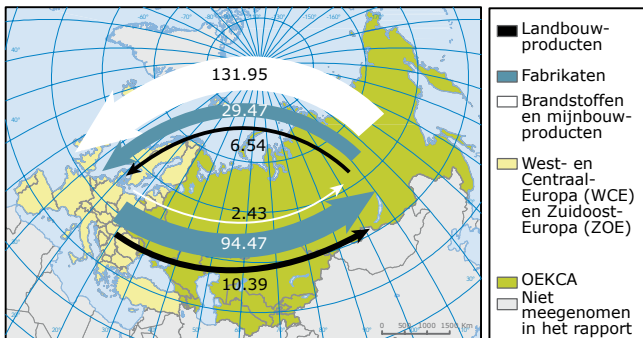 131.95
29.47
6.54
2.43
94.47
10.39
0 500 1000 1500 Km
Landbouw-
producten
Fabrikaten
Brandstoffen
en mijnbouw-
producten
West- en
Centraal-
Europa (WCE)
en Zuidoost-
Europa (ZOE)
OEKCA
Niet
meegenomen
in het rapport